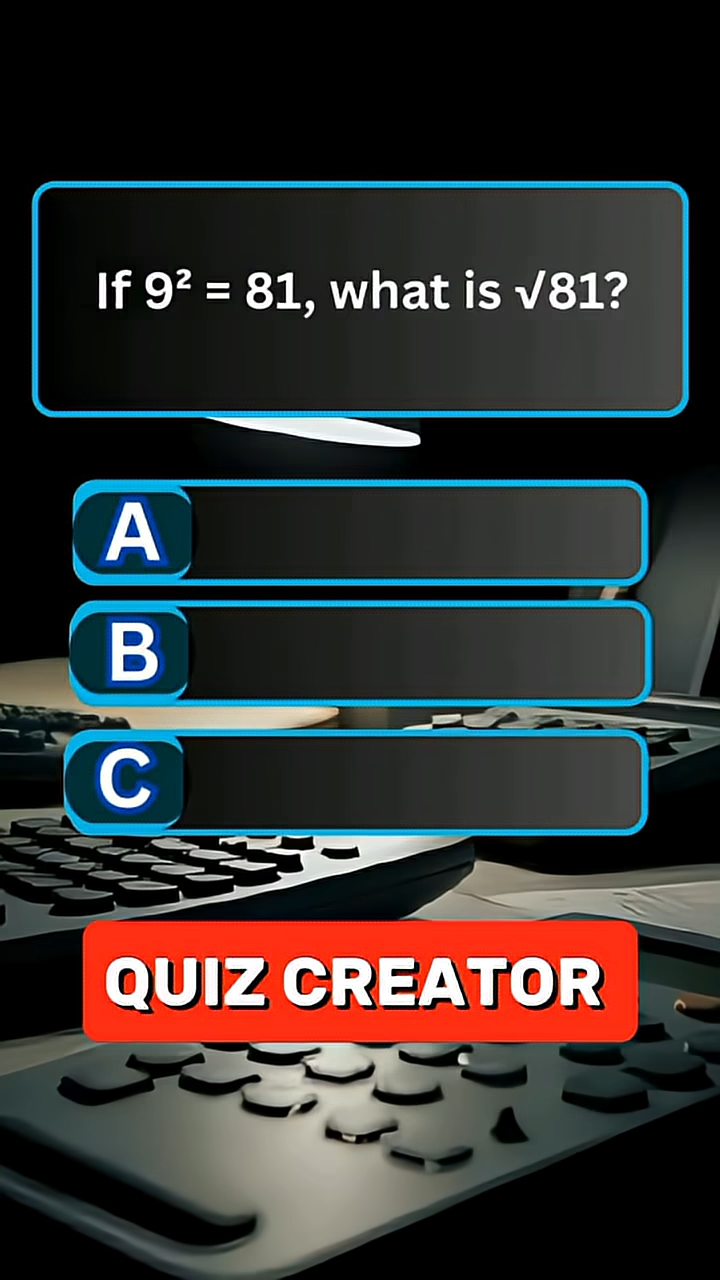 If 9² = 81, what is √81?
A
B
C
QUIZ CREATOR